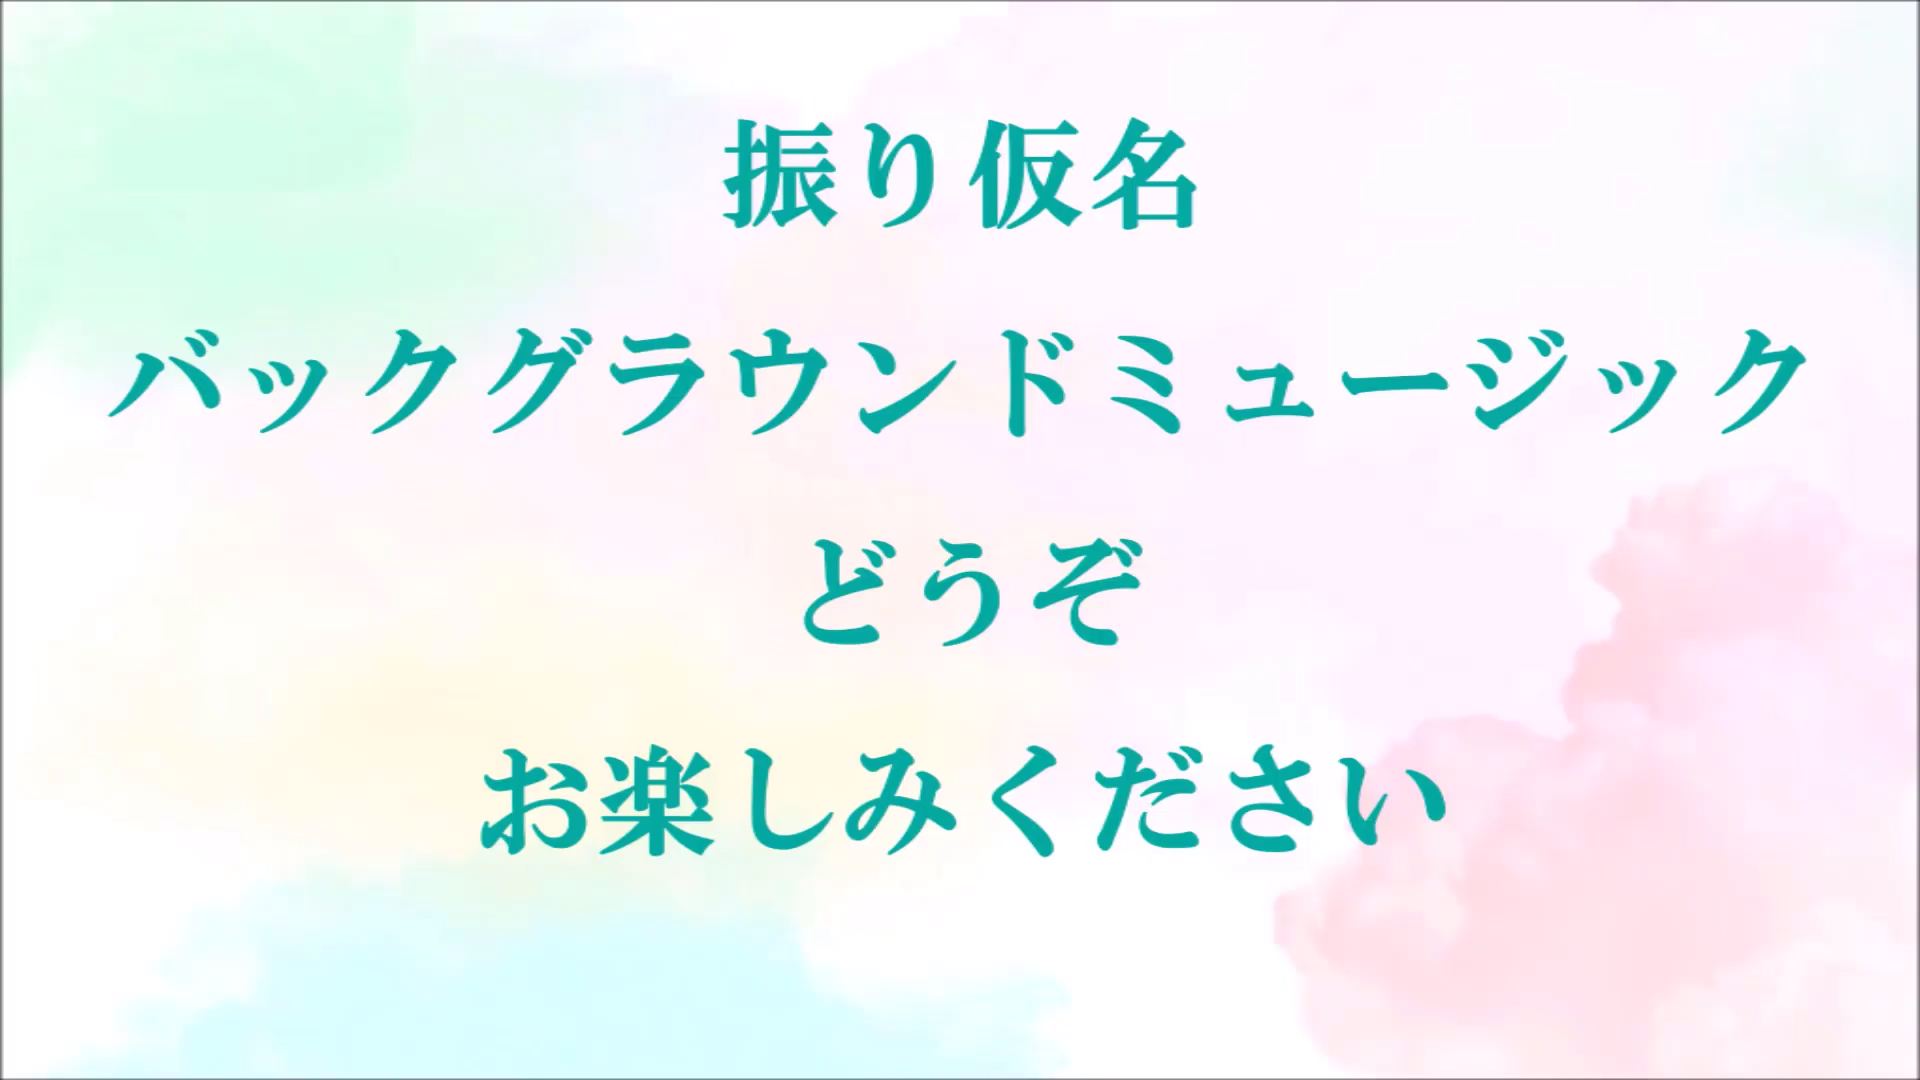 振り仮名
バックグラウンドミュージック
どうぞ
お楽しみください